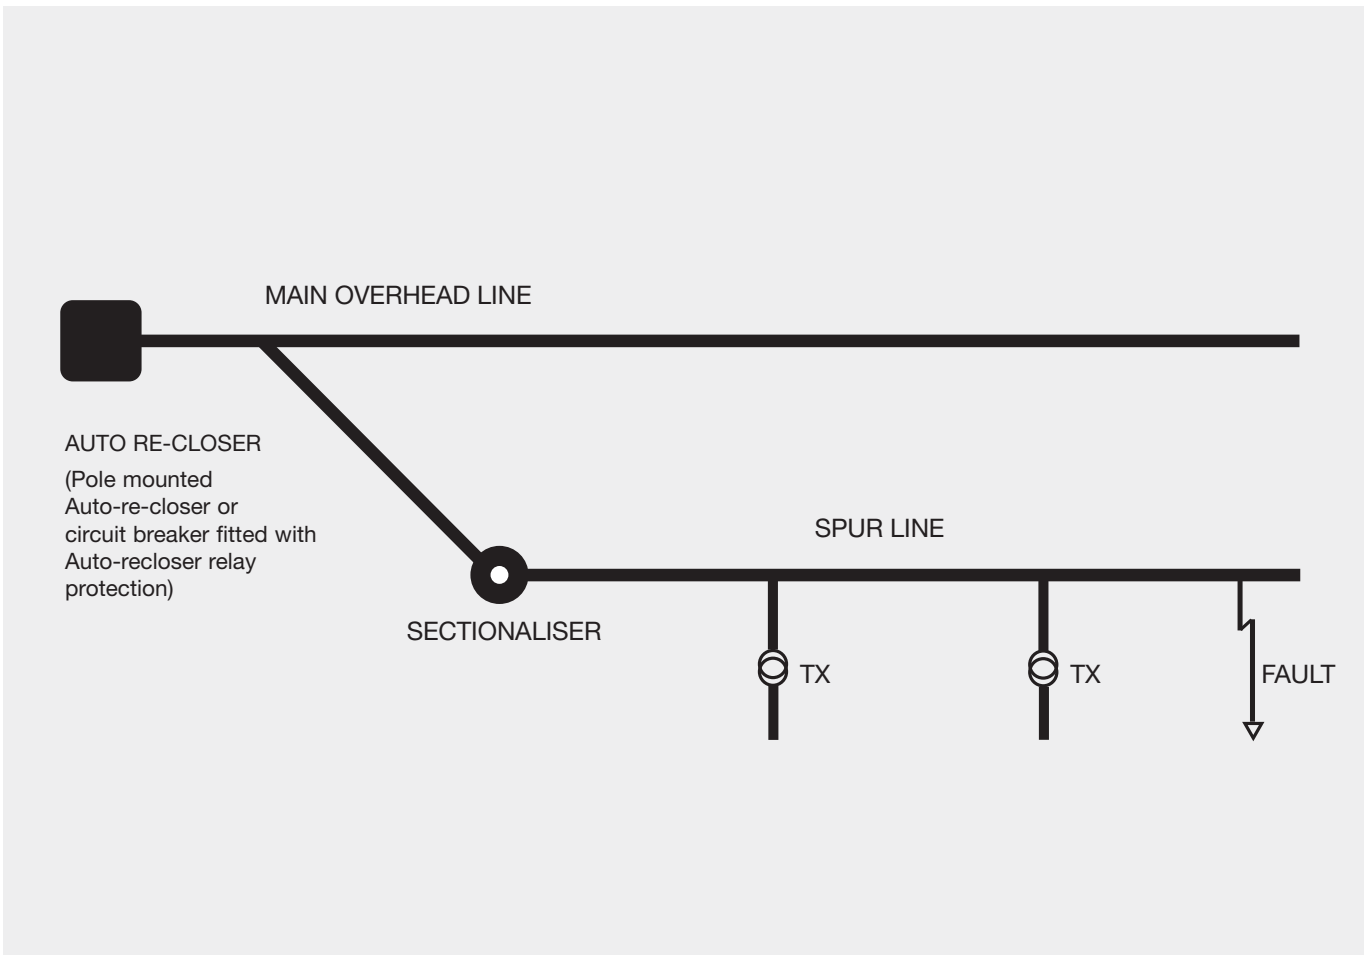 MAIN OVERHEAD LINE
AUTO RE-CLOSER
(Pole mounted
Auto-re-closer or
circuit breaker fitted with
Auto-recloser relay
protection)
SPUR LINE
SECTIONALISER
TX
TX
FAULT